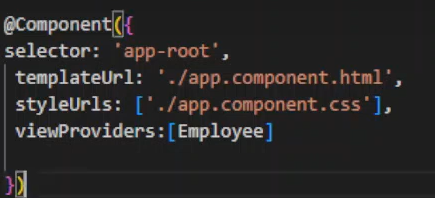 @Component({
selector: 'app-root',
templateUrl: './app.component.html',
styleUrls: ['./app.component.css'],
viewProviders:[Employee]
})